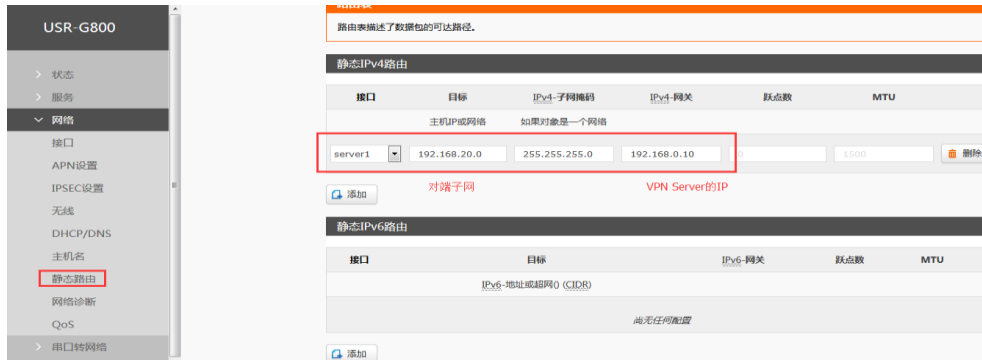 USR-G800
状态
服务
网络
接口
APN设置
IPSEC设置
无线
DHCP/DNS
主机名
静态路由
网络诊断
QoS
串口转网络
路由表
路由表描述了数据包的可达路径。
静态IPv4路由
接口 目标 IPv4-子网掩码 IPv4-网关 跃点数 MTU
主机IP或网络 如果对象是一个网络
server1 192.168.20.0 255.255.255.0 192.168.0.10 0 1500 删除
对端子网 VPN Server的IP
添加
静态IPv6路由
接口 目标 IPv6-网关 跃点数 MTU
IPv6-地址或超网() (CIDR)
尚无任何配置
添加